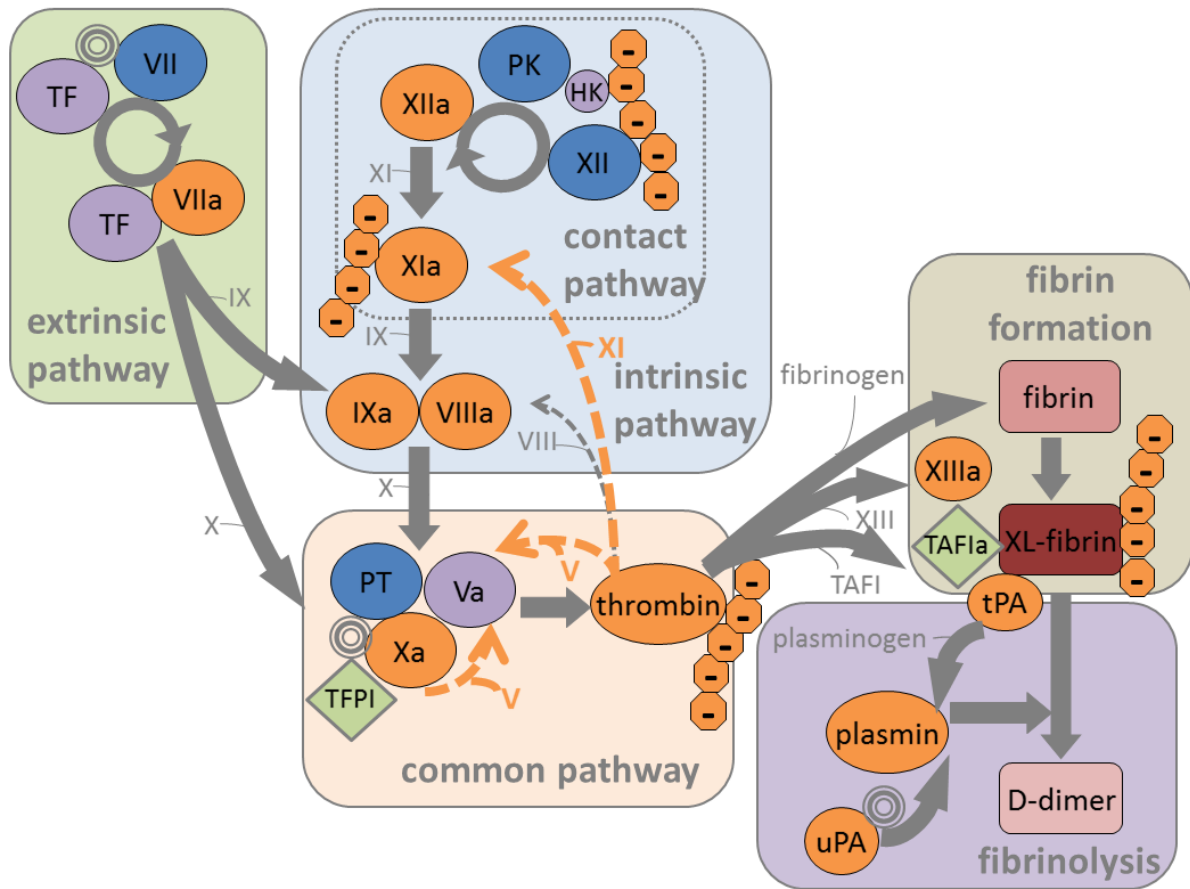 VII
TF
TF
VIIa
IX
extrinsic
pathway
X
PK
HK
XIIa
XII
-
-
-
-
-
XI
-
-
-
-
XIa
contact
pathway
IX
XI
intrinsic
pathway
IXa
VIIIa
VIII
X
PT
Va
V
thrombin
Xa
V
TFPI
-
-
-
-
-
common pathway
fibrinogen
XIII
TAFI
fibrin
formation
fibrin
XIIIa
TAFIa
XL-fibrin
-
-
-
-
-
tPA
plasminogen
plasmin
uPA
D-dimer
fibrinolysis